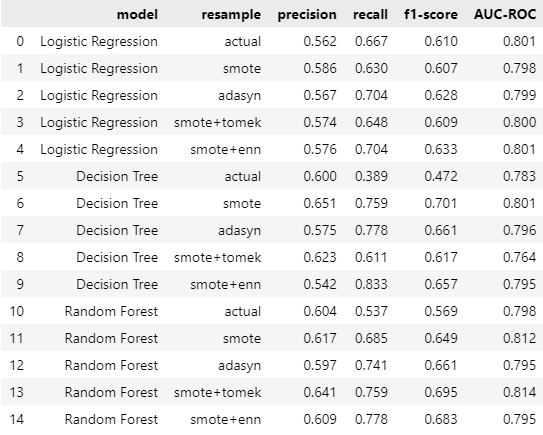 model resample precision recall f1-score AUC-ROC
0 Logistic Regression actual 0.562 0.667 0.610 0.801
1 Logistic Regression smote 0.586 0.630 0.607 0.798
2 Logistic Regression adasyn 0.567 0.704 0.628 0.799
3 Logistic Regression smote+tomek 0.574 0.648 0.609 0.800
4 Logistic Regression smote+enn 0.576 0.704 0.633 0.801
5 Decision Tree actual 0.600 0.389 0.472 0.783
6 Decision Tree smote 0.651 0.759 0.701 0.801
7 Decision Tree adasyn 0.575 0.778 0.661 0.796
8 Decision Tree smote+tomek 0.623 0.611 0.617 0.764
9 Decision Tree smote+enn 0.542 0.833 0.657 0.795
10 Random Forest actual 0.604 0.537 0.569 0.798
11 Random Forest smote 0.617 0.685 0.649 0.812
12 Random Forest adasyn 0.597 0.741 0.661 0.795
13 Random Forest smote+tomek 0.641 0.759 0.695 0.814
14 Random Forest smote+enn 0.609 0.778 0.683 0.795